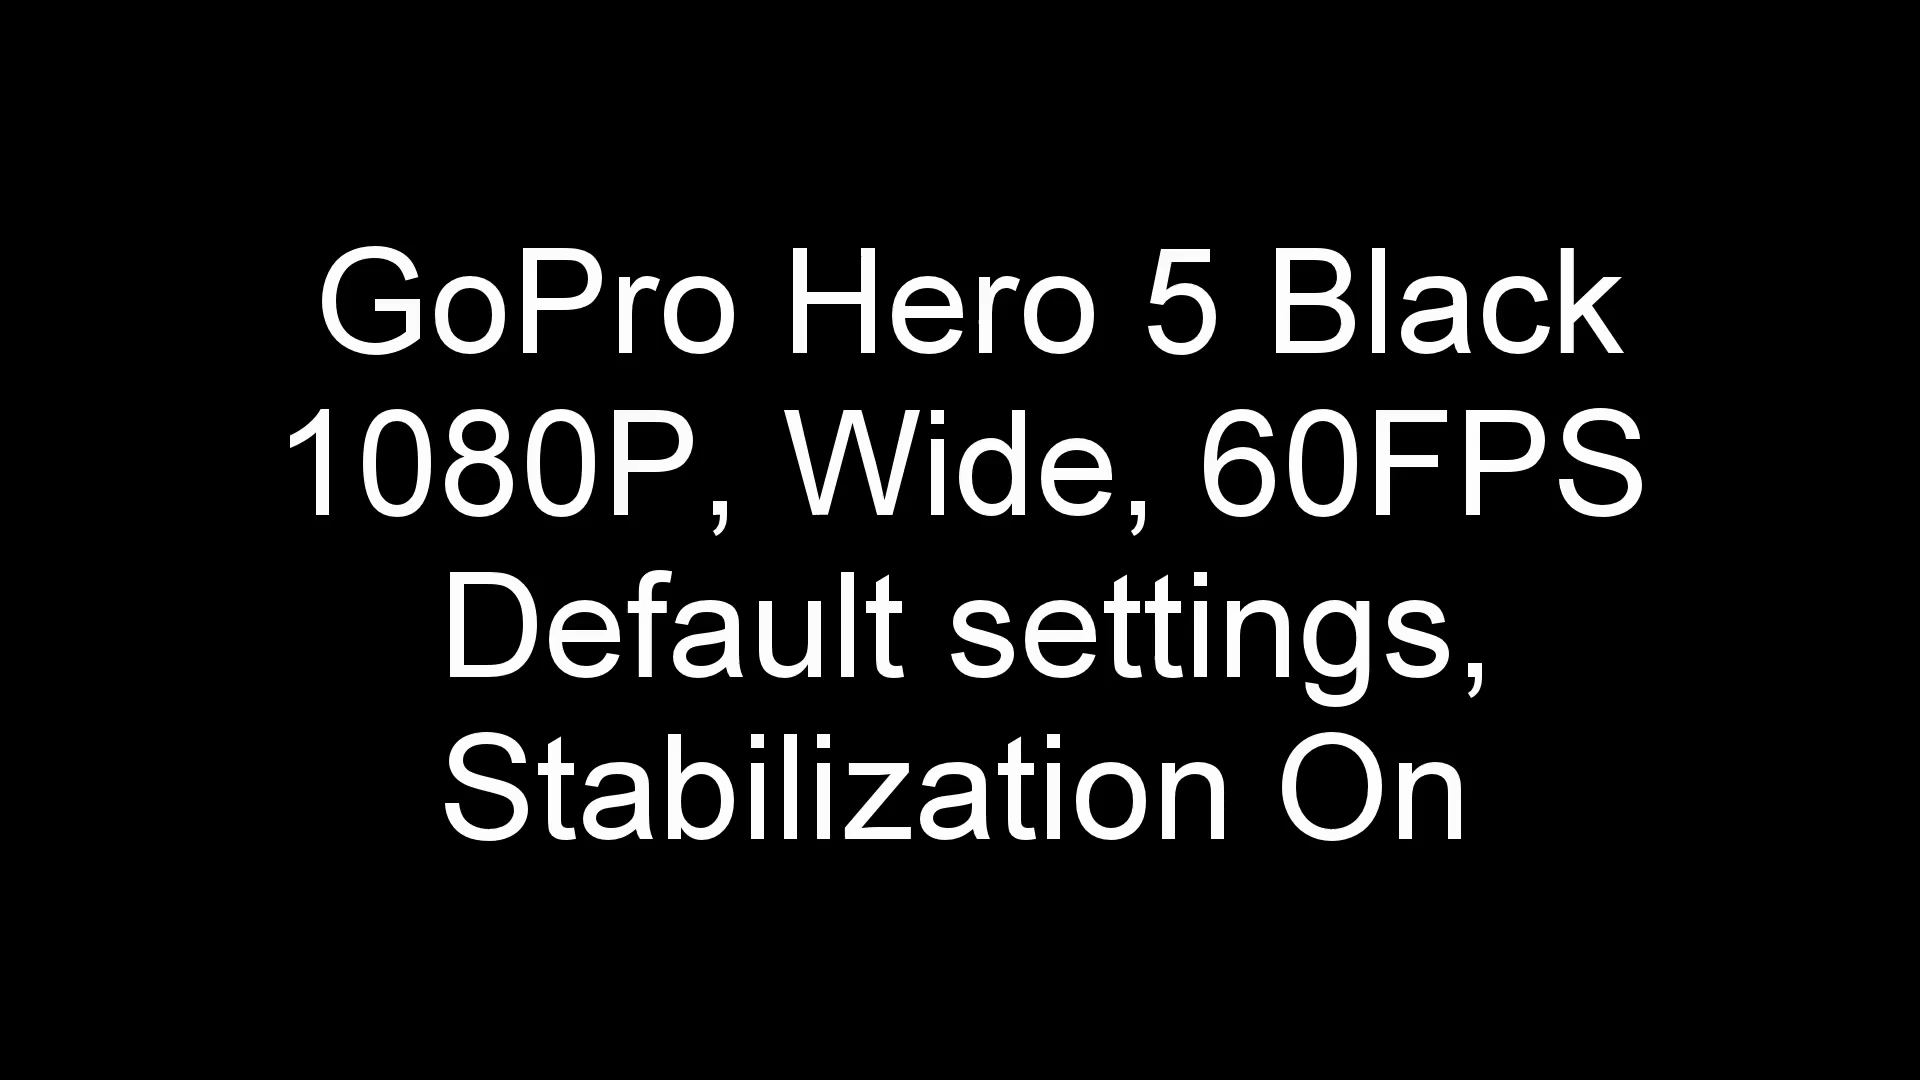 GoPro Hero 5 Black
1080P, Wide, 60FPS
Default settings,
Stabilization On